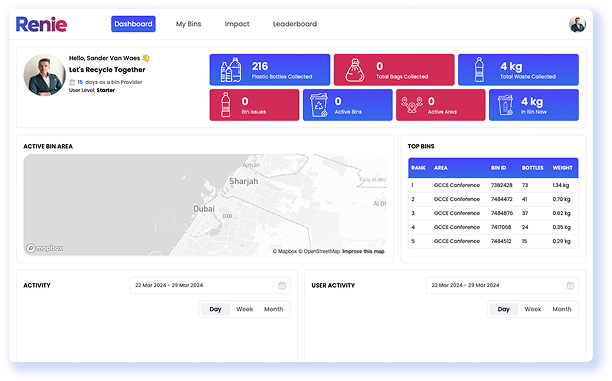 Renie
Dashboard
My Bins
Impact
Leaderboard
Hello, Sander Van Waes 👋
Let's Recycle Together
15 days as a bin Provider
User Level: Starter
216
Plastic Bottles Collected
0
Total Bags Collected
4 kg
Total Waste Collected
0
Bin Issues
0
Active Bins
0
Active Area
4 kg
In Bin Now
ACTIVE BIN AREA
Ajman
Sharjah
Dubai
DXB
mapbox
© Mapbox © OpenStreetMap Improve this map
TOP BINS
RANK AREA BIN ID BOTTLES WEIGHT
1 GCCE Conference 7382428 73 1.34 kg
2 GCCE Conference 7484472 41 0.70 kg
3 GCCE Conference 7484876 37 0.62 kg
4 GCCE Conference 7417068 24 0.35 kg
5 GCCE Conference 7484512 15 0.29 kg
ACTIVITY
22 Mar 2024 - 29 Mar 2024
Day Week Month
USER ACTIVITY
22 Mar 2024 - 29 Mar 2024
Day Week Month